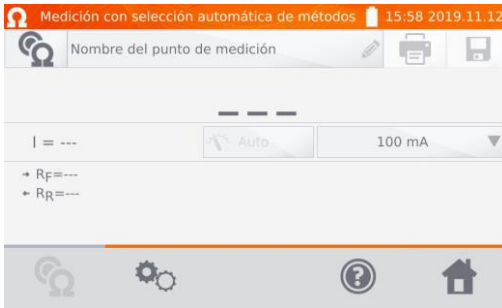 Medición con selección automática de métodos 15:58 2019.11.12
Nombre del punto de medición
---
I = --- Auto 100 mA
→ RF=---
← RR=---